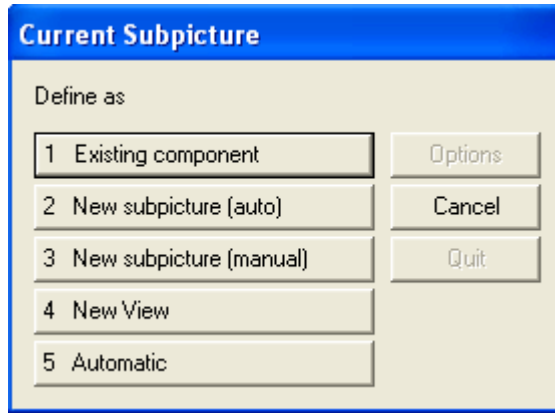 Current Subpicture
Define as
1 Existing component
Options
2 New subpicture (auto)
Cancel
3 New subpicture (manual)
Quit
4 New View
5 Automatic